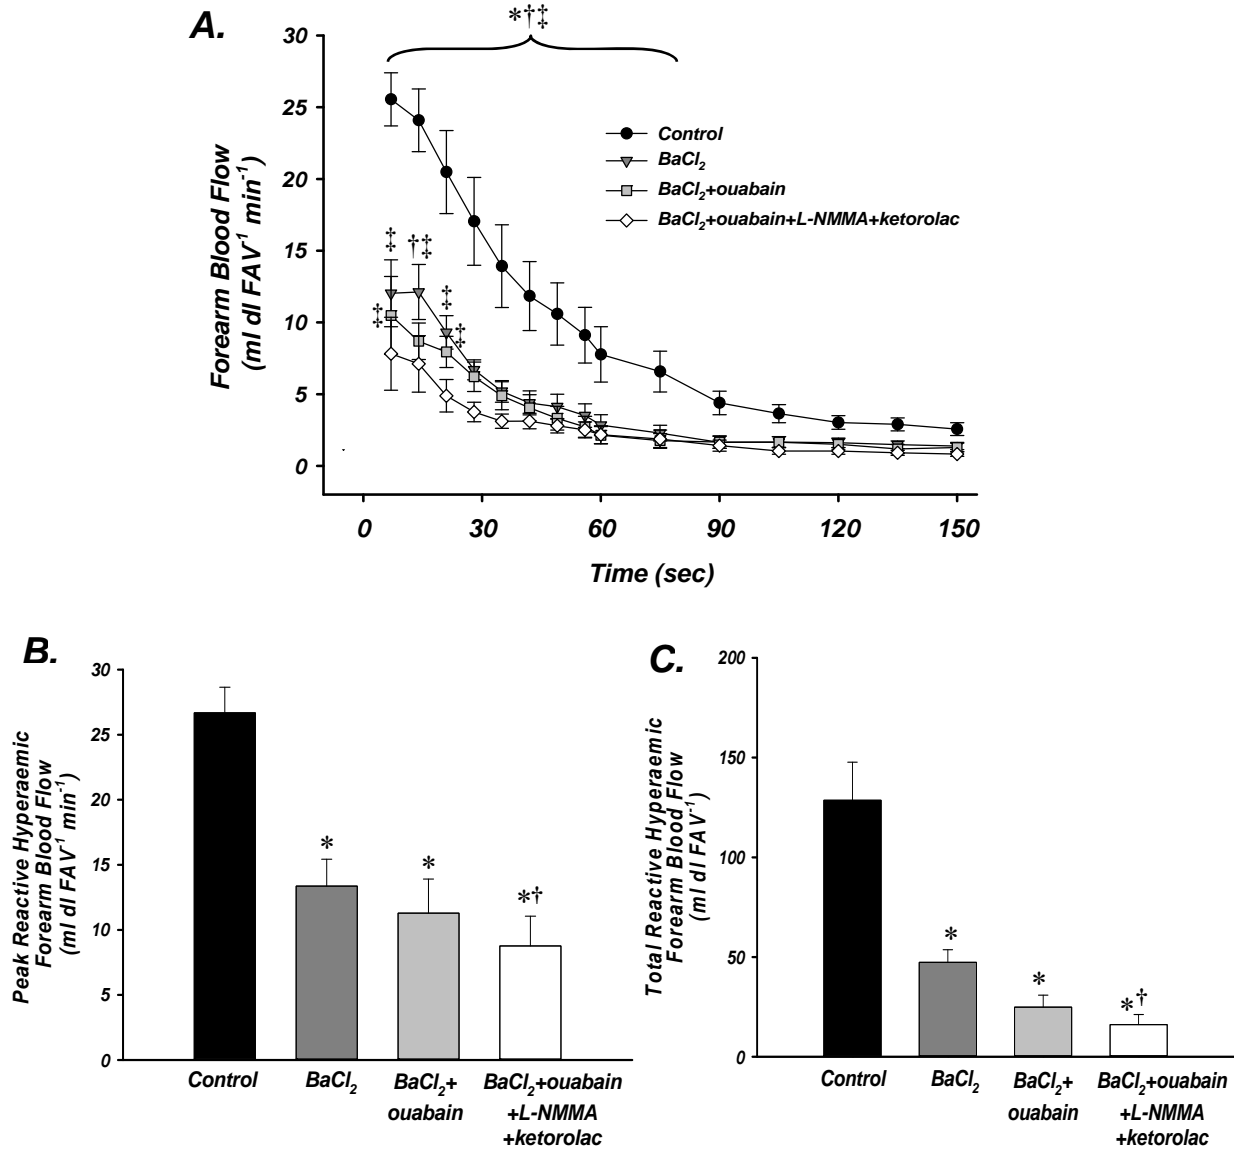 A.
*†‡
30
25
20
15
10
5
0
Forearm Blood Flow
(ml dl FAV⁻¹ min⁻¹)
Control
BaCl₂
BaCl₂+ouabain
BaCl₂+ouabain+L-NMMA+ketorolac
‡
†‡
‡
‡
‡
0 30 60 90 120 150
Time (sec)
B.
30
25
20
15
10
5
0
Peak Reactive Hyperaemic
Forearm Blood Flow
(ml dl FAV⁻¹ min⁻¹)
*
*
*†
Control
BaCl₂
BaCl₂+
ouabain
BaCl₂+ouabain
+L-NMMA
+ketorolac
C.
200
150
100
50
0
Total Reactive Hyperaemic
Forearm Blood Flow
(ml dl FAV⁻¹)
*
*
*†
Control
BaCl₂
BaCl₂+
ouabain
BaCl₂+ouabain
+L-NMMA
+ketorolac